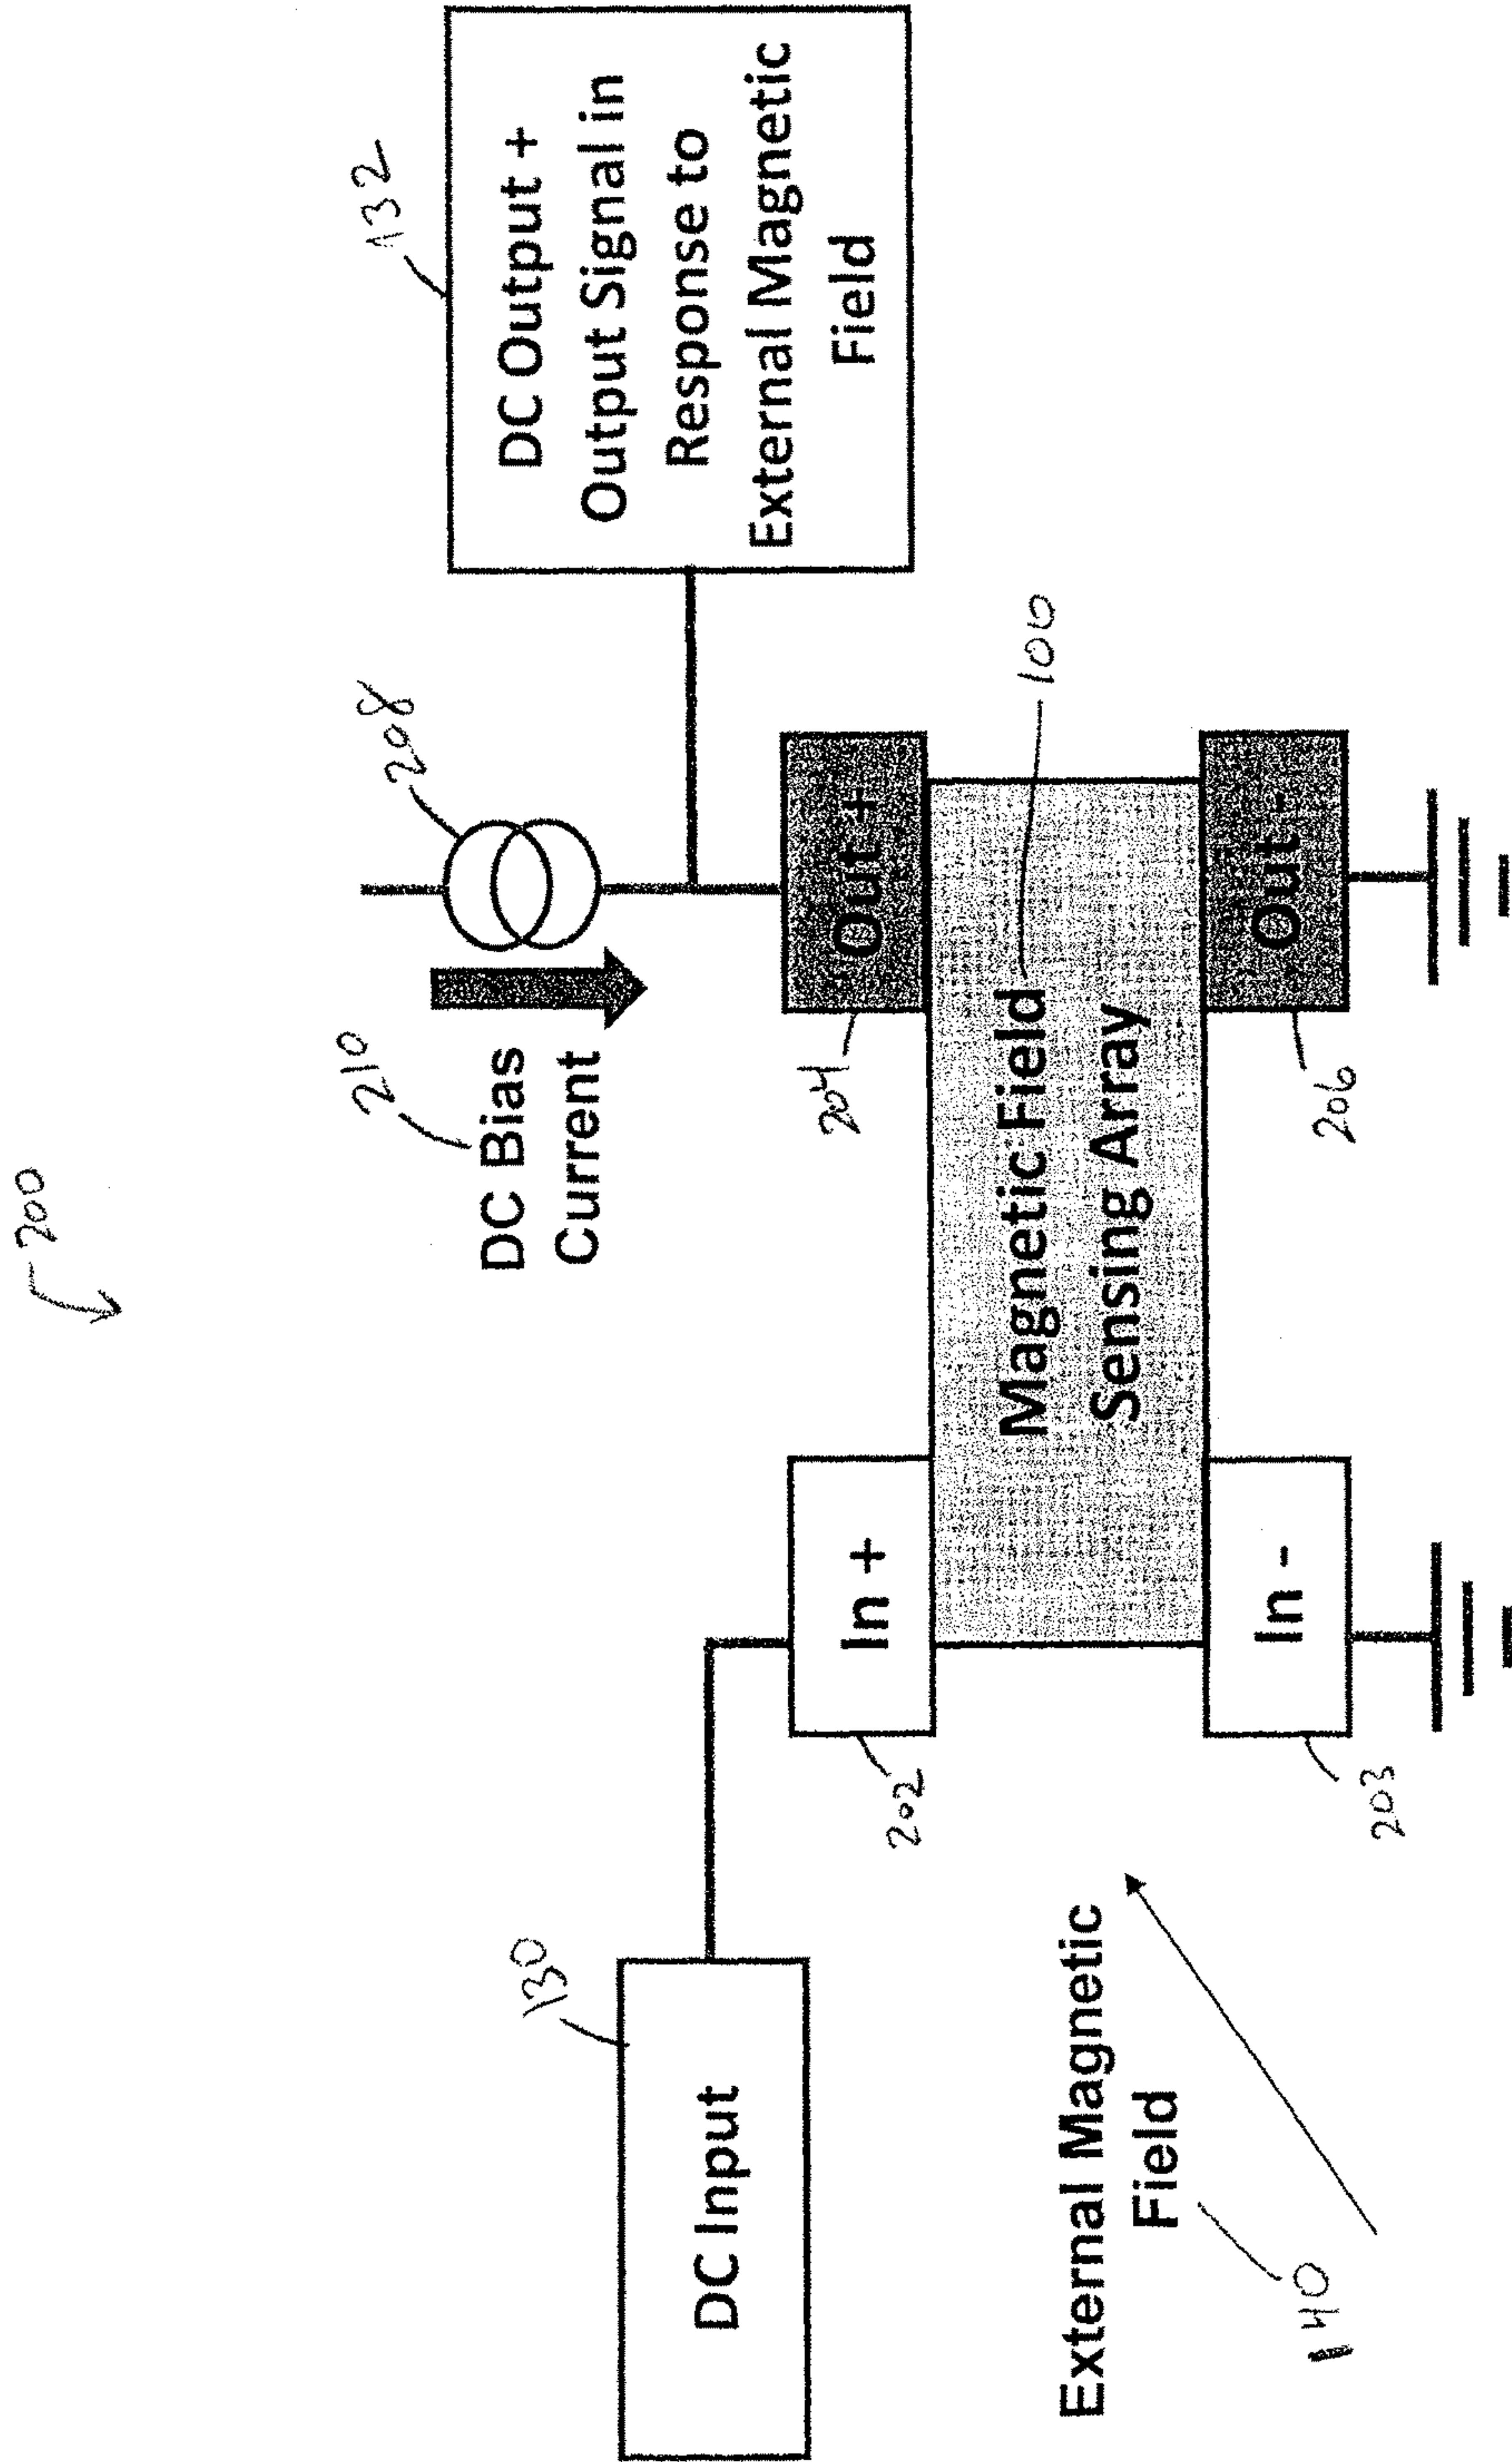 200
210
DC Bias
Current
208
132
DC Output +
Output Signal in
Response to
External Magnetic
Field
130
DC Input
202
In +
204
Out +
Magnetic Field
Sensing Array
100
203
In -
206
Out -
External Magnetic
Field
140